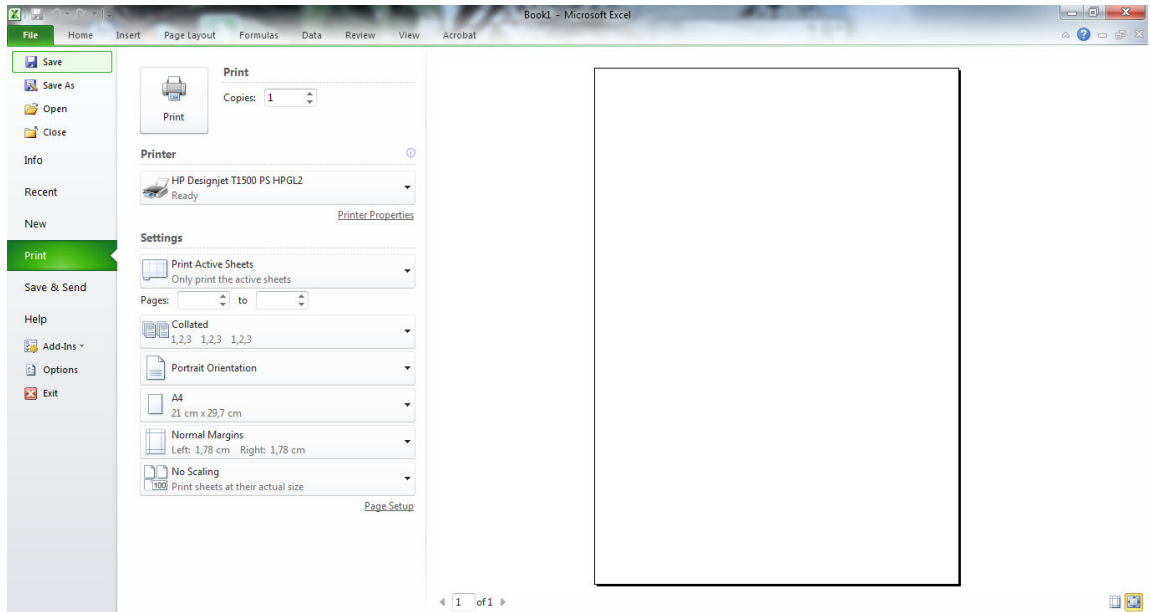 Book1 - Microsoft Excel
File Home Insert Page Layout Formulas Data Review View Acrobat
Save
Save As
Open
Close
Info
Recent
New
Print
Save & Send
Help
Add-Ins
Options
Exit
Print
Print
Copies: 1
Printer
HP Designjet T1500 PS HPGL2
Ready
Printer Properties
Settings
Print Active Sheets
Only print the active sheets
Pages: to
Collated
1,2,3 1,2,3 1,2,3
Portrait Orientation
A4
21 cm x 29,7 cm
Normal Margins
Left: 1,78 cm Right: 1,78 cm
No Scaling
100 Print sheets at their actual size
Page Setup
1 of 1